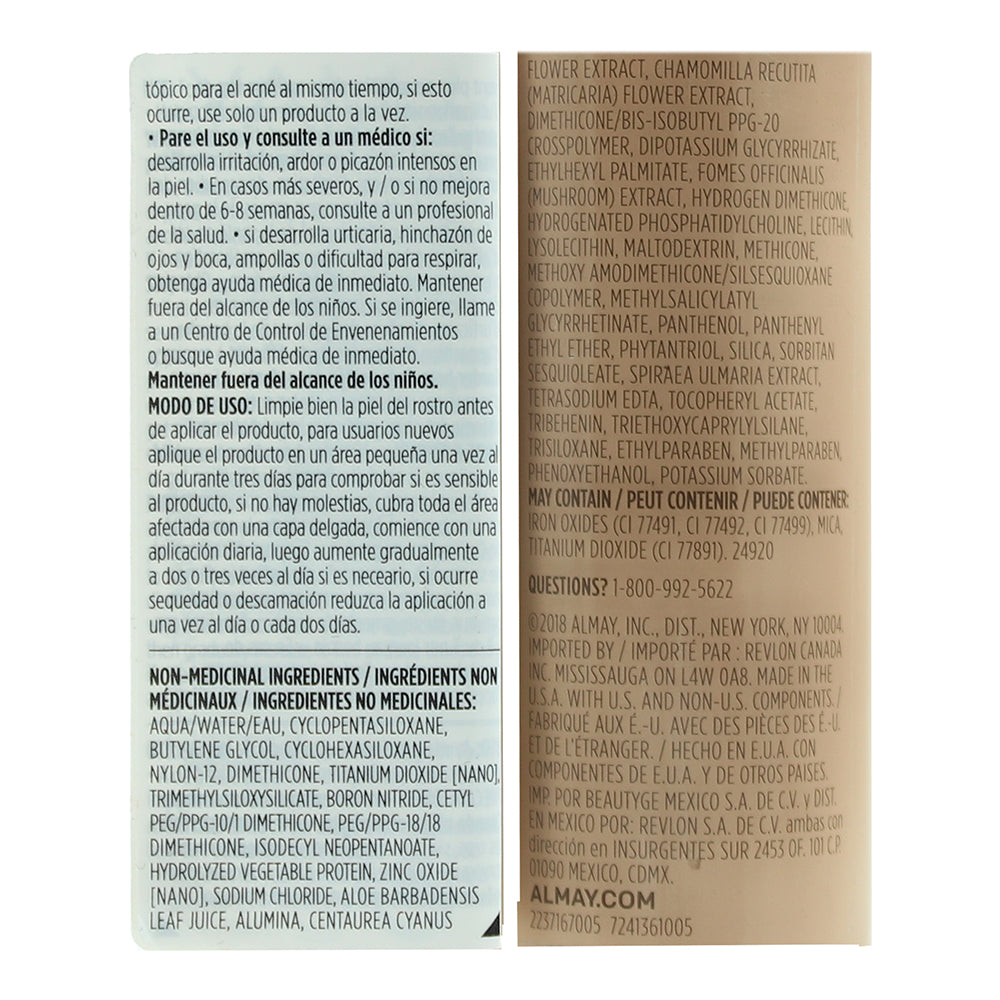 tópico para el acné al mismo tiempo, si esto
ocurre, use solo un producto a la vez.
• Pare el uso y consulte a un médico si:
desarrolla irritación, ardor o picazón intensos en
la piel. • En casos más severos, y / o si no mejora
dentro de 6-8 semanas, consulte a un profesional
de la salud. • si desarrolla urticaria, hinchazón de
ojos y boca, ampollas o dificultad para respirar,
obtenga ayuda médica de inmediato. Mantener
fuera del alcance de los niños. Si se ingiere, llame
a un Centro de Control de Envenenamientos
o busque ayuda médica de inmediato.
Mantener fuera del alcance de los niños.
MODO DE USO: Limpie bien la piel del rostro antes
de aplicar el producto, para usuarios nuevos
aplique el producto en un área pequeña una vez al
día durante tres días para comprobar si es sensible
al producto, si no hay molestias, cubra toda el área
afectada con una capa delgada, comience con una
aplicación diaria, luego aumente gradualmente
a dos o tres veces al día si es neceario, si ocurre
sequedad o descamación reduzca la aplicación a
una vez al día o cada dos días.
NON-MEDICINAL INGREDIENTS / INGRÉDIENTS NON
MÉDICINAUX / INGREDIENTES NO MEDICINALES:
AQUA/WATER/EAU, CYCLOPENTASILOXANE,
BUTYLENE GLYCOL, CYCLOHEXASILOXANE,
NYLON-12, DIMETHICONE, TITANIUM DIOXIDE [NANO],
TRIMETHYLSILOXYSILICATE, BORON NITRIDE, CETYL
PEG/PPG-10/1 DIMETHICONE, PEG/PPG-18/18
DIMETHICONE, ISODECYL NEOPENTANOATE,
HYDROLYZED VEGETABLE PROTEIN, ZINC OXIDE
[NANO], SODIUM CHLORIDE, ALOE BARBADENSIS
LEAF JUICE, ALUMINA, CENTAUREA CYANUS
FLOWER EXTRACT, CHAMOMILLA RECUTITA
(MATRICARIA) FLOWER EXTRACT,
DIMETHICONE/BIS-ISOBUTYL PPG-20
CROSSPOLYMER, DIPOTASSIUM GLYCYRRHIZATE,
ETHYLHEXYL PALMITATE, FOMES OFFICINALIS
(MUSHROOM) EXTRACT, HYDROGEN DIMETHICONE,
HYDROGENATED PHOSPHATIDYLCHOLINE, LECITHIN,
LYSOLECITHIN, MALTODEXTRIN, METHICONE,
METHOXY AMODIMETHICONE/SILSESQUIOXANE
COPOLYMER, METHYLSALICYLATYL
GLYCYRRHETINATE, PANTHENOL, PANTHENYL
ETHYL ETHER, PHYTANTRIOL, SILICA, SORBITAN
SESQUIOLEATE, SPIRAEA ULMARIA EXTRACT,
TETRASODIUM EDTA, TOCOPHERYL ACETATE,
TRIBEHENIN, TRIETHOXYCAPRYLYLSILANE,
TRISILOXANE, ETHYLPARABEN, METHYLPARABEN,
PHENOXYETHANOL, POTASSIUM SORBATE.
MAY CONTAIN / PEUT CONTENIR / PUEDE CONTENER:
IRON OXIDES (CI 77491, CI 77492, CI 77499), MICA,
TITANIUM DIOXIDE (CI 77891). 24920
QUESTIONS? 1-800-992-5622
©2018 ALMAY, INC., DIST., NEW YORK, NY 10004.
IMPORTED BY / IMPORTÉ PAR : REVLON CANADA
INC. MISSISSAUGA ON L4W 0A8. MADE IN THE
U.S.A. WITH U.S. AND NON-U.S. COMPONENTS /
FABRIQUÉ AUX É.-U. AVEC DES PIÈCES DES É.-U.
ET DE L'ÉTRANGER. / HECHO EN E.U.A. CON
COMPONENTES DE E.U.A. Y DE OTROS PAISES.
IMP. POR BEAUTYGE MEXICO S.A. DE C.V. y DIST.
EN MEXICO POR: REVLON S.A. DE C.V. ambas con
dirección en INSURGENTES SUR 2453 OF. 101 C.P.
01090 MEXICO, CDMX.
ALMAY.COM
2237167005 7241361005